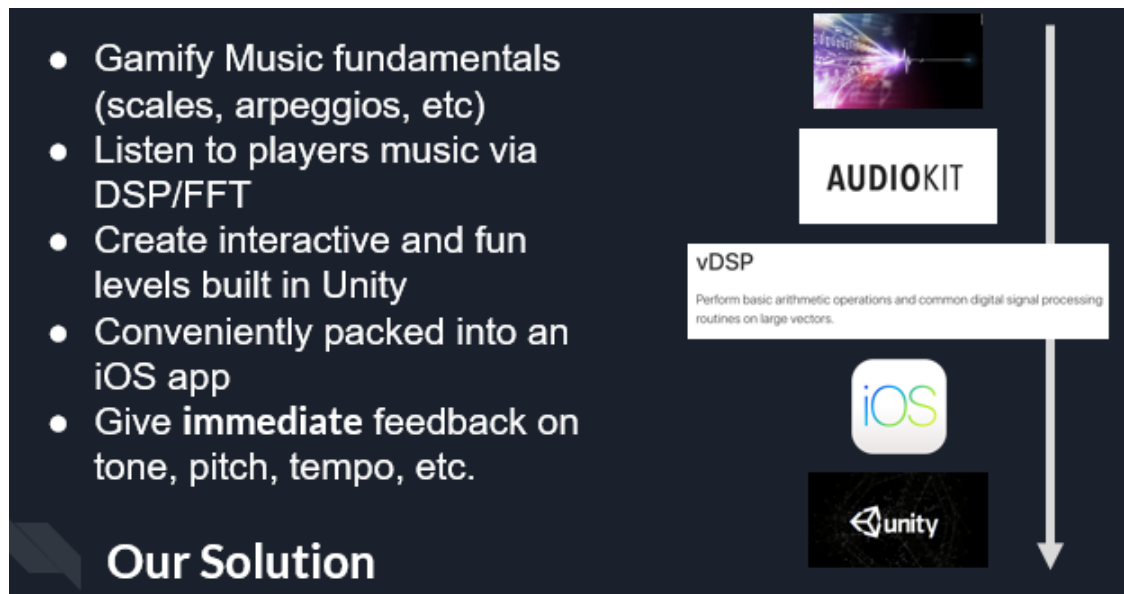 ● Gamify Music fundamentals
(scales, arpeggios, etc)
● Listen to players music via
DSP/FFT
● Create interactive and fun
levels built in Unity
● Conveniently packed into an
iOS app
● Give immediate feedback on
tone, pitch, tempo, etc.
Our Solution
AUDIOKIT
vDSP
Perform basic arithmetic operations and common digital signal processing
routines on large vectors.
iOS
unity